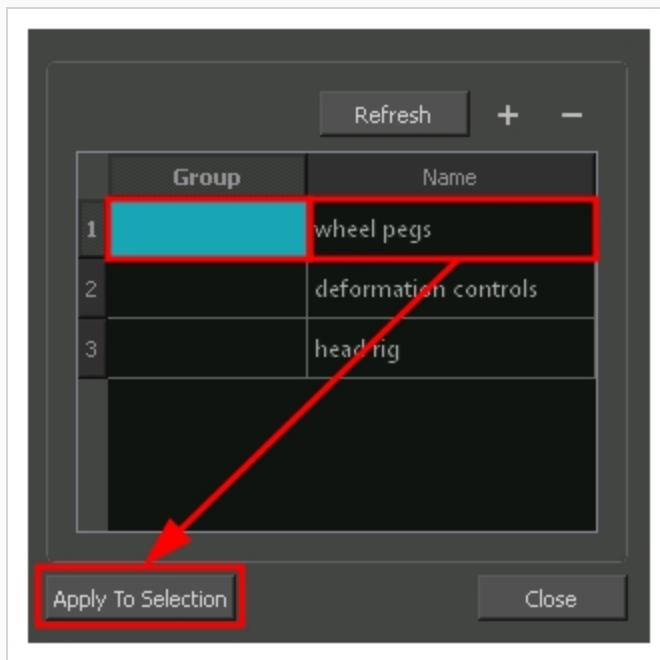 Refresh + −
Group Name
1 wheel pegs
2 deformation controls
3 head rig
Apply To Selection Close